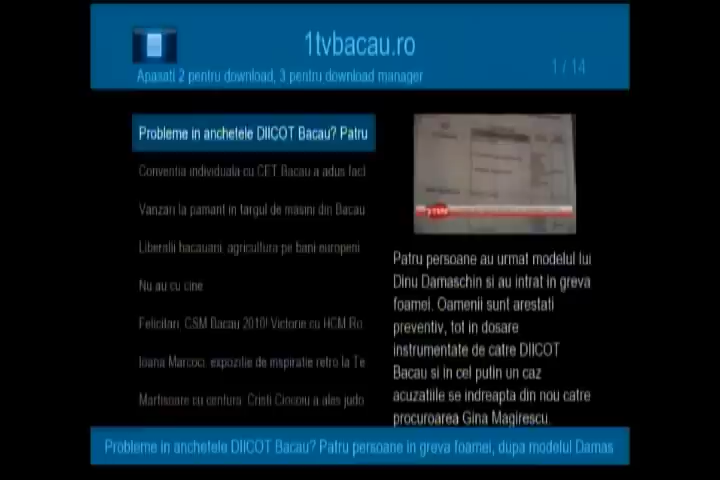 1tvbacau.ro
Apasati 2 pentru download, 3 pentru download manager
1 / 14
Probleme in anchetele DIICOT Bacau? Patru
Conventia individuala cu CET Bacau a adus fact
Vanzari la pamant in targul de masini din Bacau
Liberalii bacauani, agricultura pe bani europeni
Nu au cu cine
Felicitari, CSM Bacau 2010! Victorie cu HCM Ro
Ioana Marcoci, expozitie de inspiratie retro la Te
Martisoare cu centura. Cristi Ciocoiu a ales judo
Patru persoane au urmat modelul lui
Dinu Damaschin si au intrat in greva
foamei. Oamenii sunt arestati
preventiv, tot in dosare
instrumentate de catre DIICOT
Bacau si in cel putin un caz
acuzatiile se indreapta din nou catre
procuroarea Gina Magirescu.
Probleme in anchetele DIICOT Bacau? Patru persoane in greva foamei, dupa modelul Damas